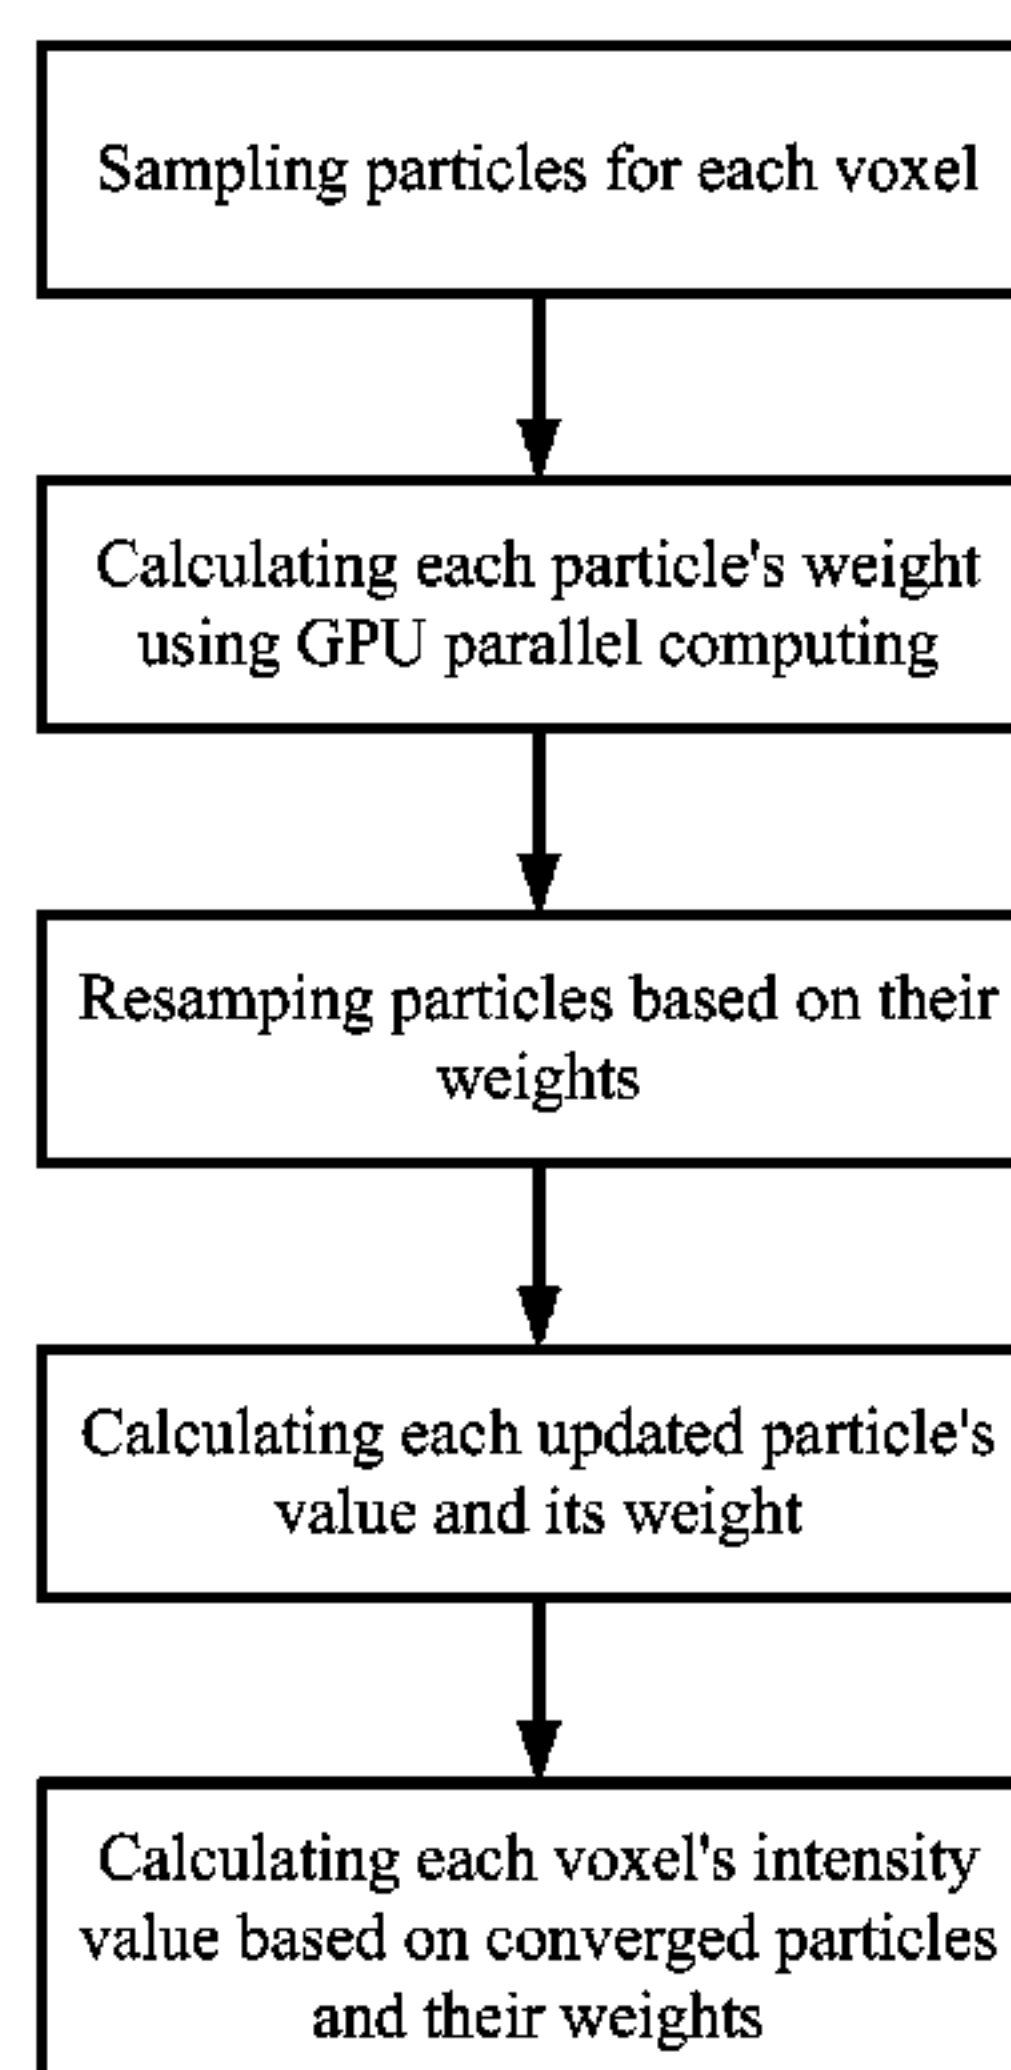 Sampling particles for each voxel
Calculating each particle's weight
using GPU parallel computing
Resamping particles based on their
weights
Calculating each updated particle's
value and its weight
Calculating each voxel's intensity
value based on converged particles
and their weights